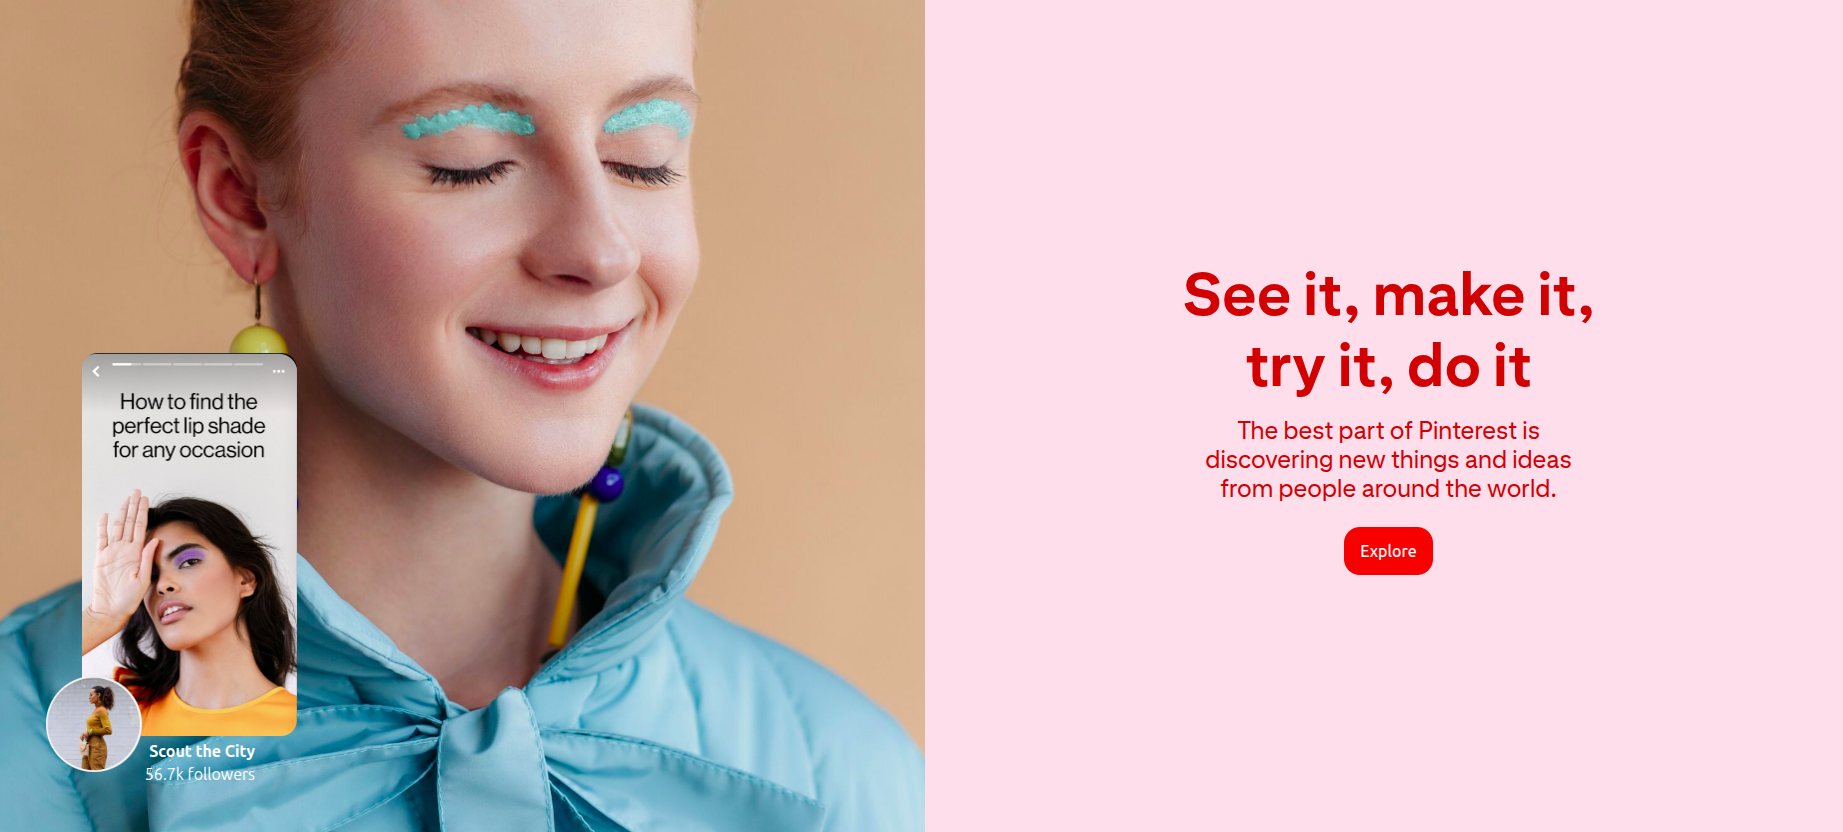 How to find the
perfect lip shade
for any occasion
Scout the City
56.7k followers
See it, make it,
try it, do it
The best part of Pinterest is
discovering new things and ideas
from people around the world.
Explore